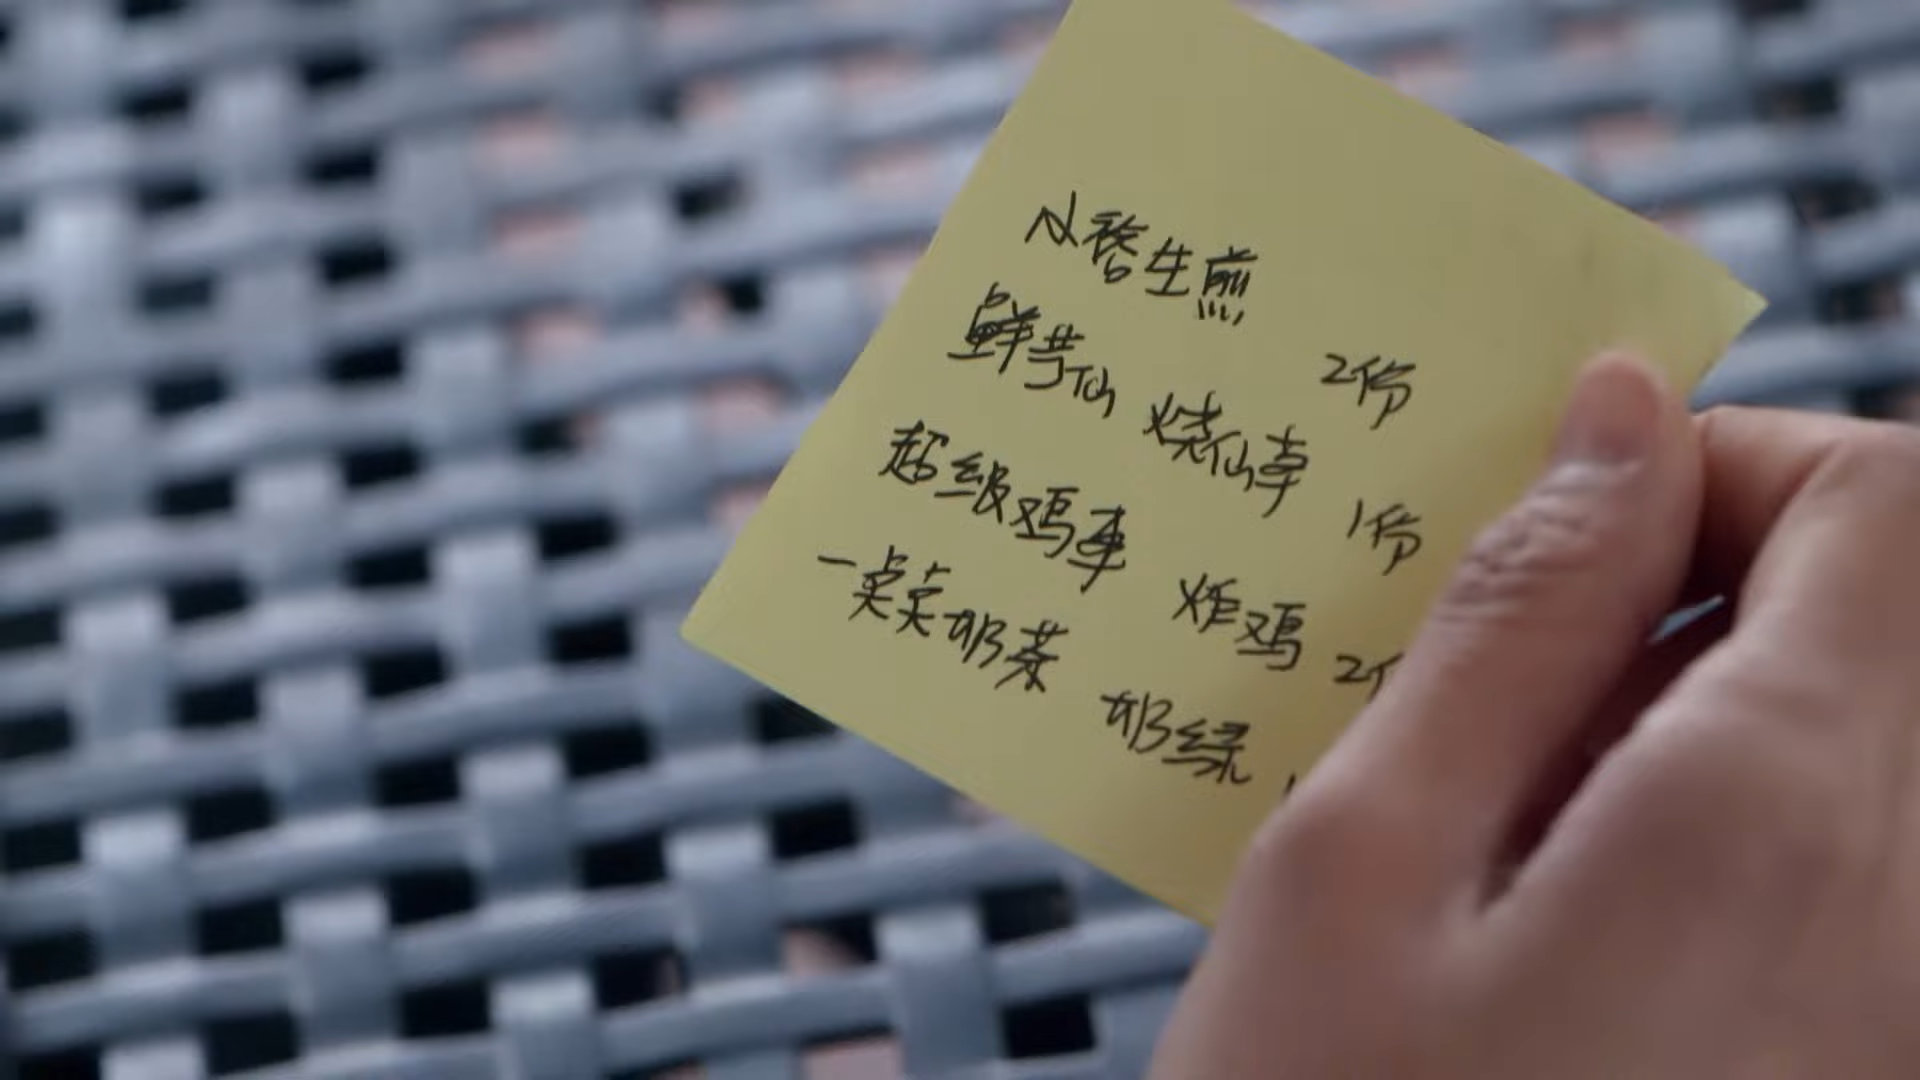 生煎 2份
鲜芋仙 烧仙草 1份
超级鸡车 炸鸡 2
一点点奶茶 奶绿